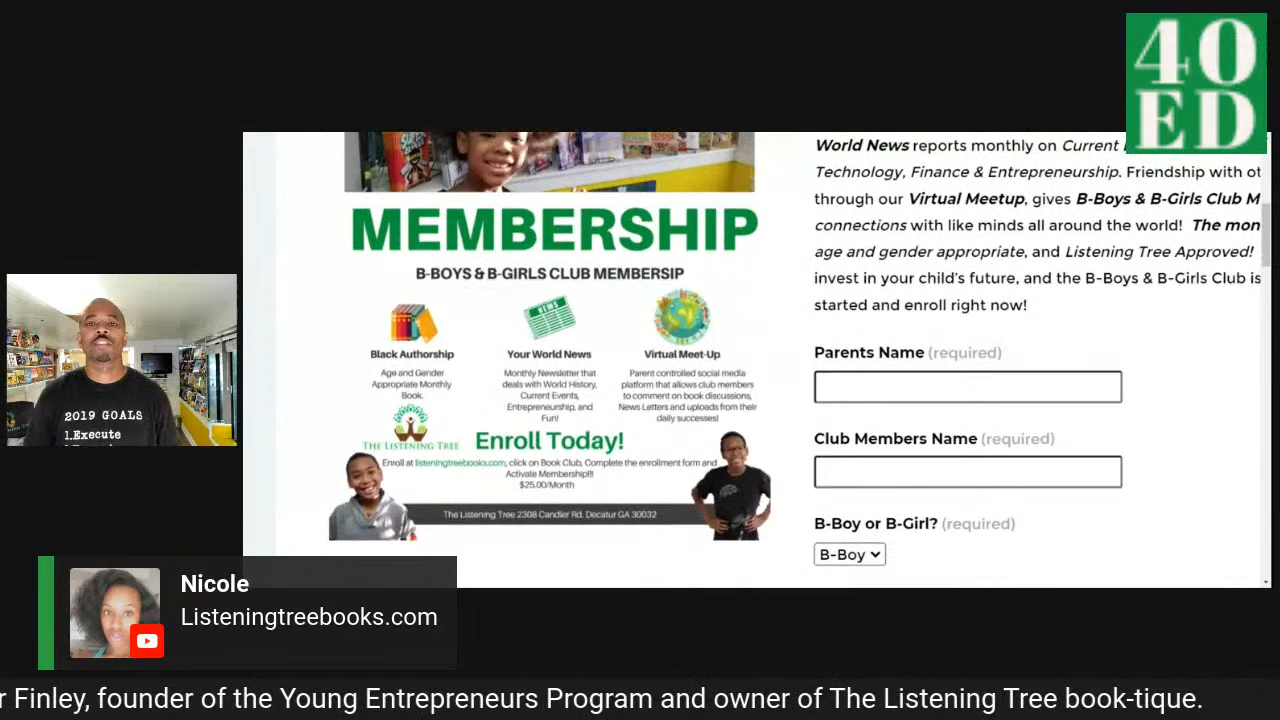 40
ED
World News reports monthly on Current
Technology, Finance & Entrepreneurship. Friendship with ot
through our Virtual Meetup, gives B-Boys & B-Girls Club M
connections with like minds all around the world! The mon
age and gender appropriate, and Listening Tree Approved!
invest in your child's future, and the B-Boys & B-Girls Club is
started and enroll right now!
MEMBERSHIP
B-BOYS & B-GIRLS CLUB MEMBERSIP
NEWS
Black Authorship
Age and Gender
Appropriate Monthly
Book.
Your World News
Monthly Newsletter that
deals with World History,
Current Events,
Entrepreneurship, and
Fun!
Virtual Meet-Up
Parent controlled social media
platform that allows club members
to comment on book discussions,
News Letters and uploads from their
daily successes!
THE LISTENING TREE
Enroll Today!
Enroll at listeningtreebooks.com, click on Book Club, Complete the enrollment form and
Activate Membership!!!
$25.00/Month
The Listening Tree 2308 Candler Rd. Decatur GA 30032
Parents Name (required)
Club Members Name (required)
B-Boy or B-Girl? (required)
B-Boy
2019 GOALS
1.Execute
Nicole
Listeningtreebooks.com
r Finley, founder of the Young Entrepreneurs Program and owner of The Listening Tree book-tique.